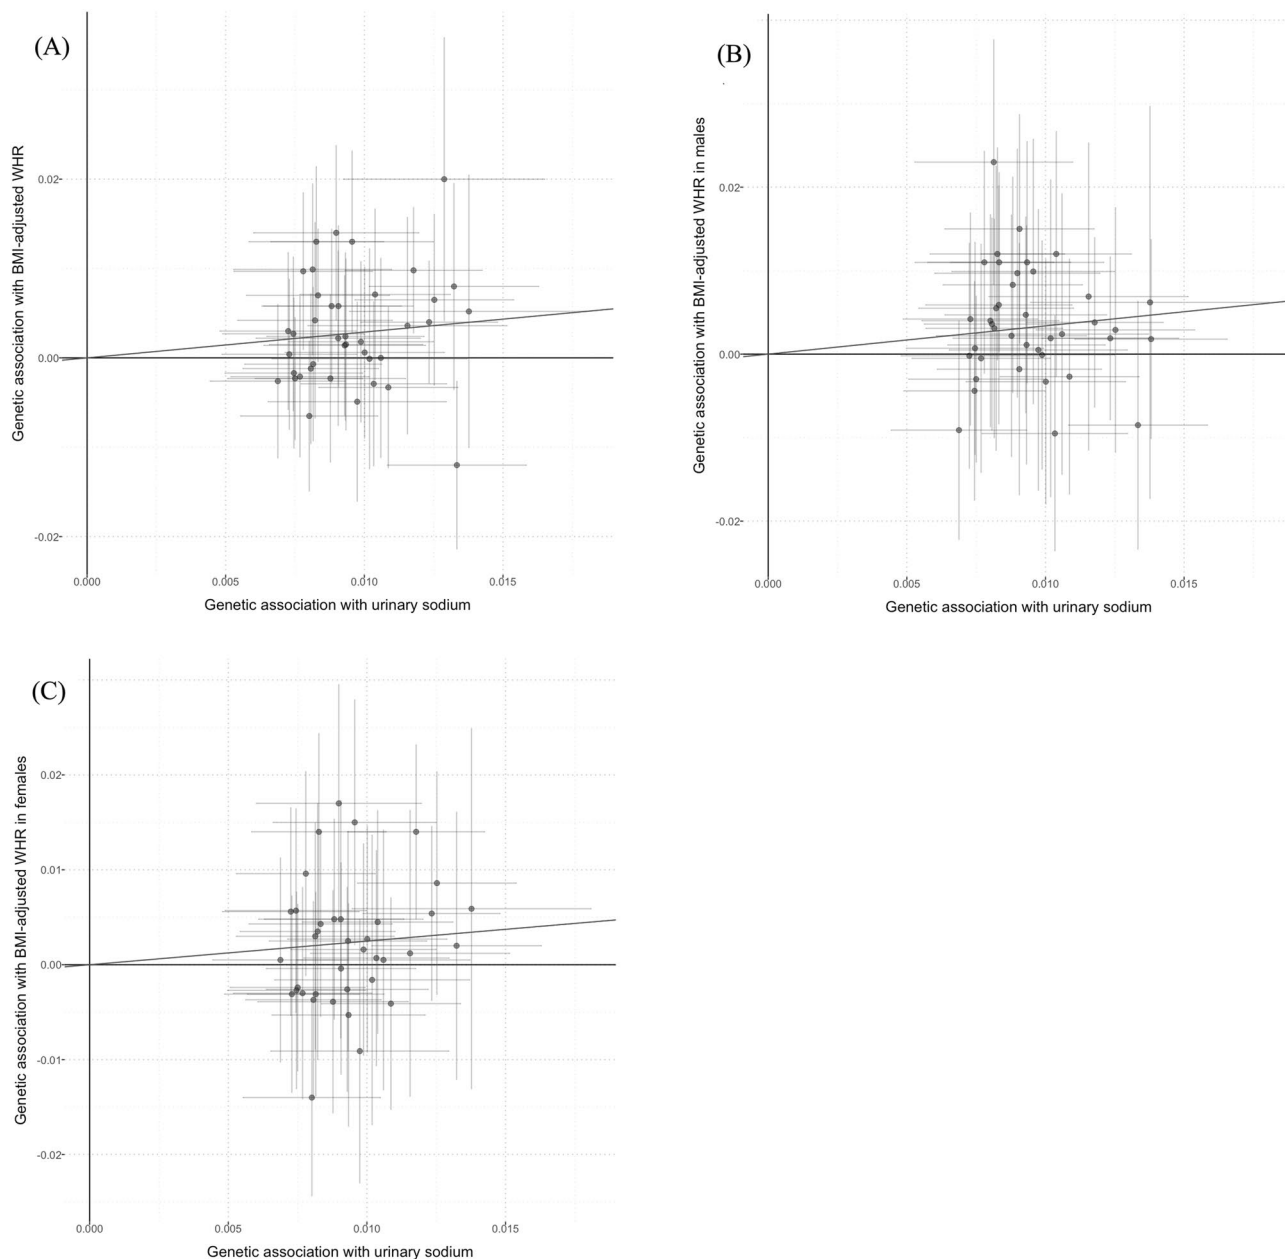 (A)
Genetic association with BMI-adjusted WHR
0.02
0.00
-0.02
0.000 0.005 0.010 0.015
Genetic association with urinary sodium
(B)
Genetic association with BMI-adjusted WHR in males
0.02
0.00
-0.02
0.000 0.005 0.010 0.015
Genetic association with urinary sodium
(C)
Genetic association with BMI-adjusted WHR in females
0.02
0.01
0.00
-0.01
-0.02
0.000 0.005 0.010 0.015
Genetic association with urinary sodium